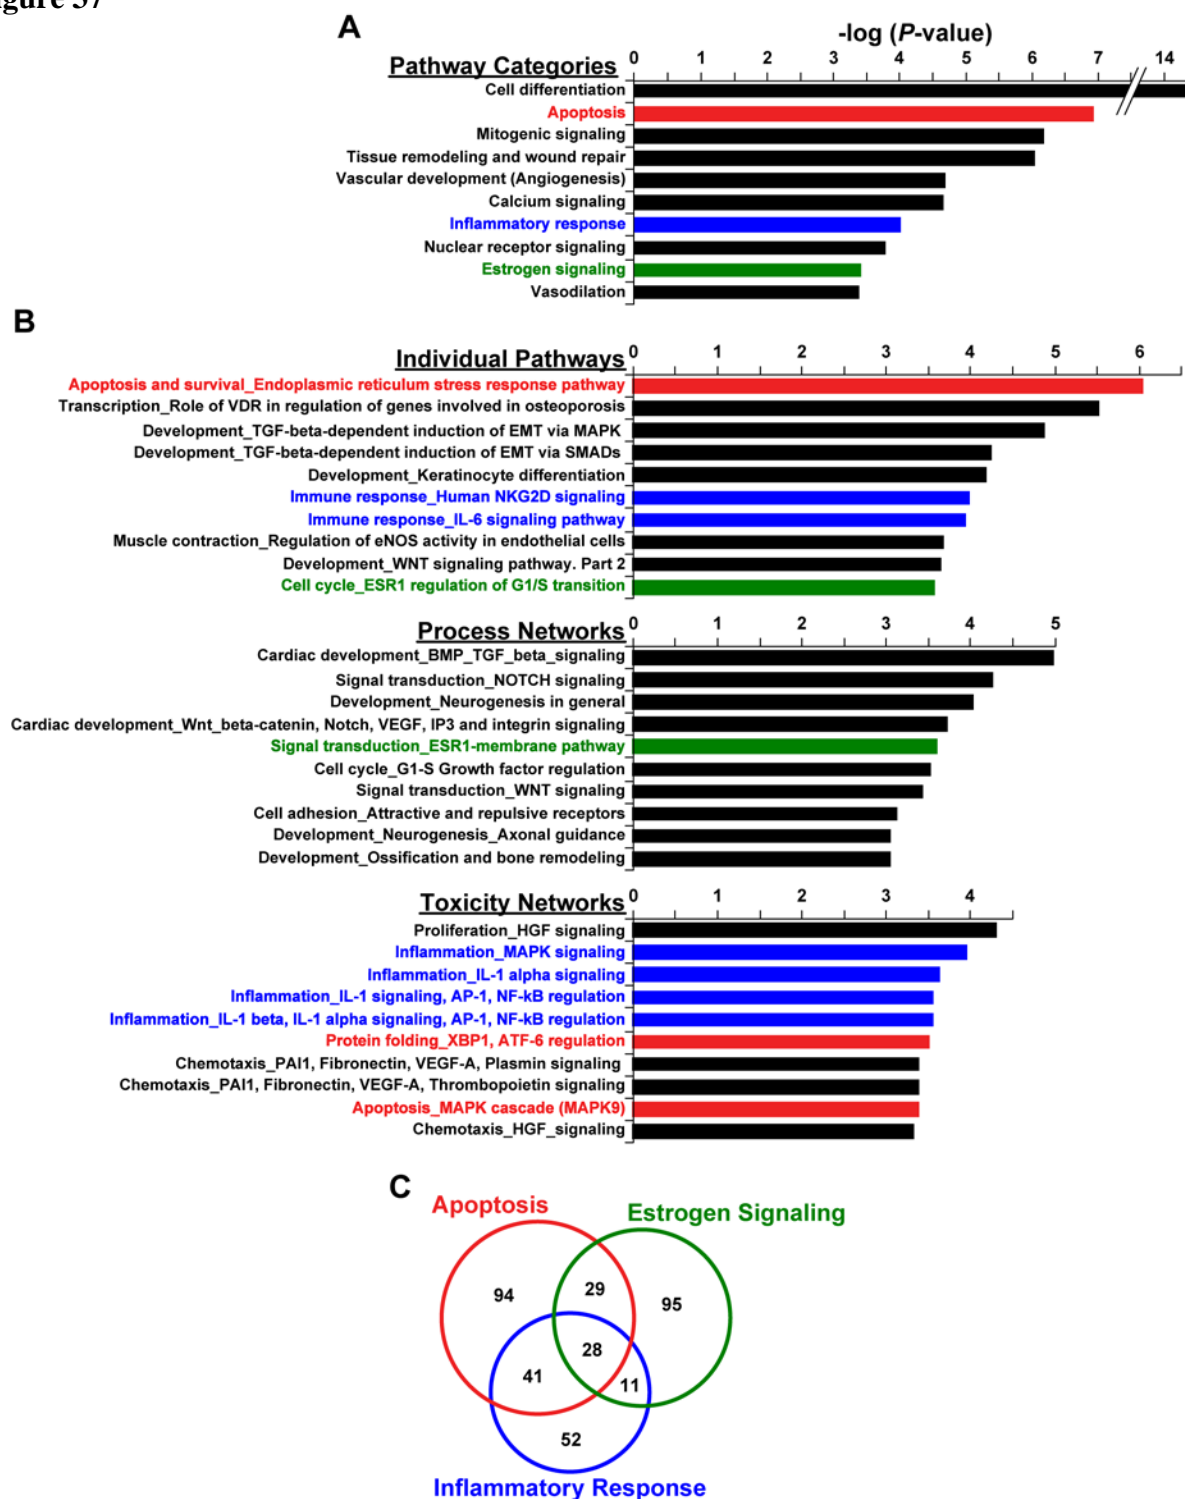 gure S7
A
-log (P-value)
0 1 2 3 4 5 6 7 14
Pathway Categories
Cell differentiation
Apoptosis
Mitogenic signaling
Tissue remodeling and wound repair
Vascular development (Angiogenesis)
Calcium signaling
Inflammatory response
Nuclear receptor signaling
Estrogen signaling
Vasodilation
B
0 1 2 3 4 5 6
Individual Pathways
Apoptosis and survival_Endoplasmic reticulum stress response pathway
Transcription_Role of VDR in regulation of genes involved in osteoporosis
Development_TGF-beta-dependent induction of EMT via MAPK
Development_TGF-beta-dependent induction of EMT via SMADs
Development_Keratinocyte differentiation
Immune response_Human NKG2D signaling
Immune response_IL-6 signaling pathway
Muscle contraction_Regulation of eNOS activity in endothelial cells
Development_WNT signaling pathway. Part 2
Cell cycle_ESR1 regulation of G1/S transition
0 1 2 3 4 5
Process Networks
Cardiac development_BMP_TGF_beta_signaling
Signal transduction_NOTCH signaling
Development_Neurogenesis in general
Cardiac development_Wnt_beta-catenin, Notch, VEGF, IP3 and integrin signaling
Signal transduction_ESR1-membrane pathway
Cell cycle_G1-S Growth factor regulation
Signal transduction_WNT signaling
Cell adhesion_Attractive and repulsive receptors
Development_Neurogenesis_Axonal guidance
Development_Ossification and bone remodeling
0 1 2 3 4
Toxicity Networks
Proliferation_HGF signaling
Inflammation_MAPK signaling
Inflammation_IL-1 alpha signaling
Inflammation_IL-1 signaling, AP-1, NF-kB regulation
Inflammation_IL-1 beta, IL-1 alpha signaling, AP-1, NF-kB regulation
Protein folding_XBP1, ATF-6 regulation
Chemotaxis_PAI1, Fibronectin, VEGF-A, Plasmin signaling
Chemotaxis_PAI1, Fibronectin, VEGF-A, Thrombopoietin signaling
Apoptosis_MAPK cascade (MAPK9)
Chemotaxis_HGF_signaling
C
Apoptosis
Estrogen Signaling
94 29 95
28
41 11
52
Inflammatory Response